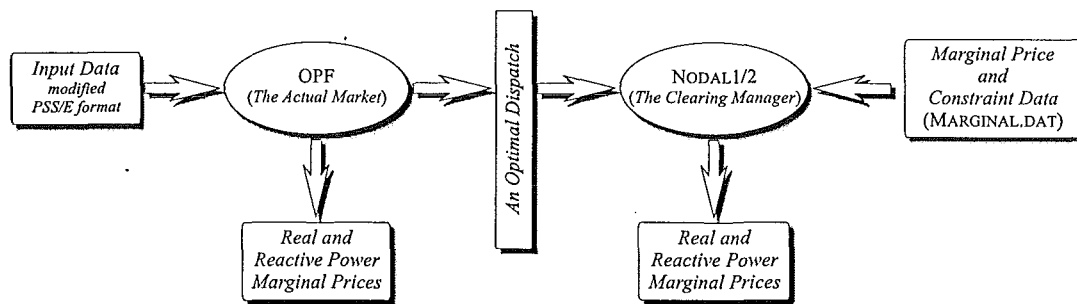 Input Data
modified
PSS/E format
OPF
(The Actual Market)
An Optimal Dispatch
NODAL1/2
(The Clearing Manager)
Marginal Price
and
Constraint Data
(MARGINAL.DAT)
Real and
Reactive Power
Marginal Prices
Real and
Reactive Power
Marginal Prices